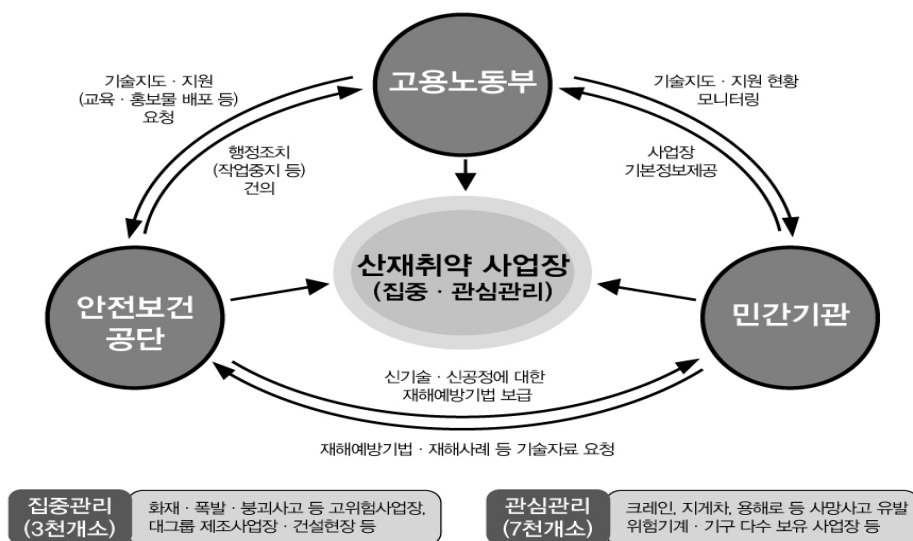 고용노동부
기술지도 · 지원
(교육 · 홍보물 배포 등)
요청
행정조치
(작업중지 등)
건의
기술지도 · 지원 현황
모니터링
사업장
기본정보제공
산재취약 사업장
(집중 · 관심관리)
안전보건
공단
민간기관
신기술 · 신공정에 대한
재해예방기법 보급
재해예방기법 · 재해사례 등 기술자료 요청
집중관리
(3천개소)
화재 · 폭발 · 붕괴사고 등 고위험사업장,
대그룹 제조사업장 · 건설현장 등
관심관리
(7천개소)
크레인, 지게차, 용해로 등 사망사고 유발
위험기계 · 기구 다수 보유 사업장 등